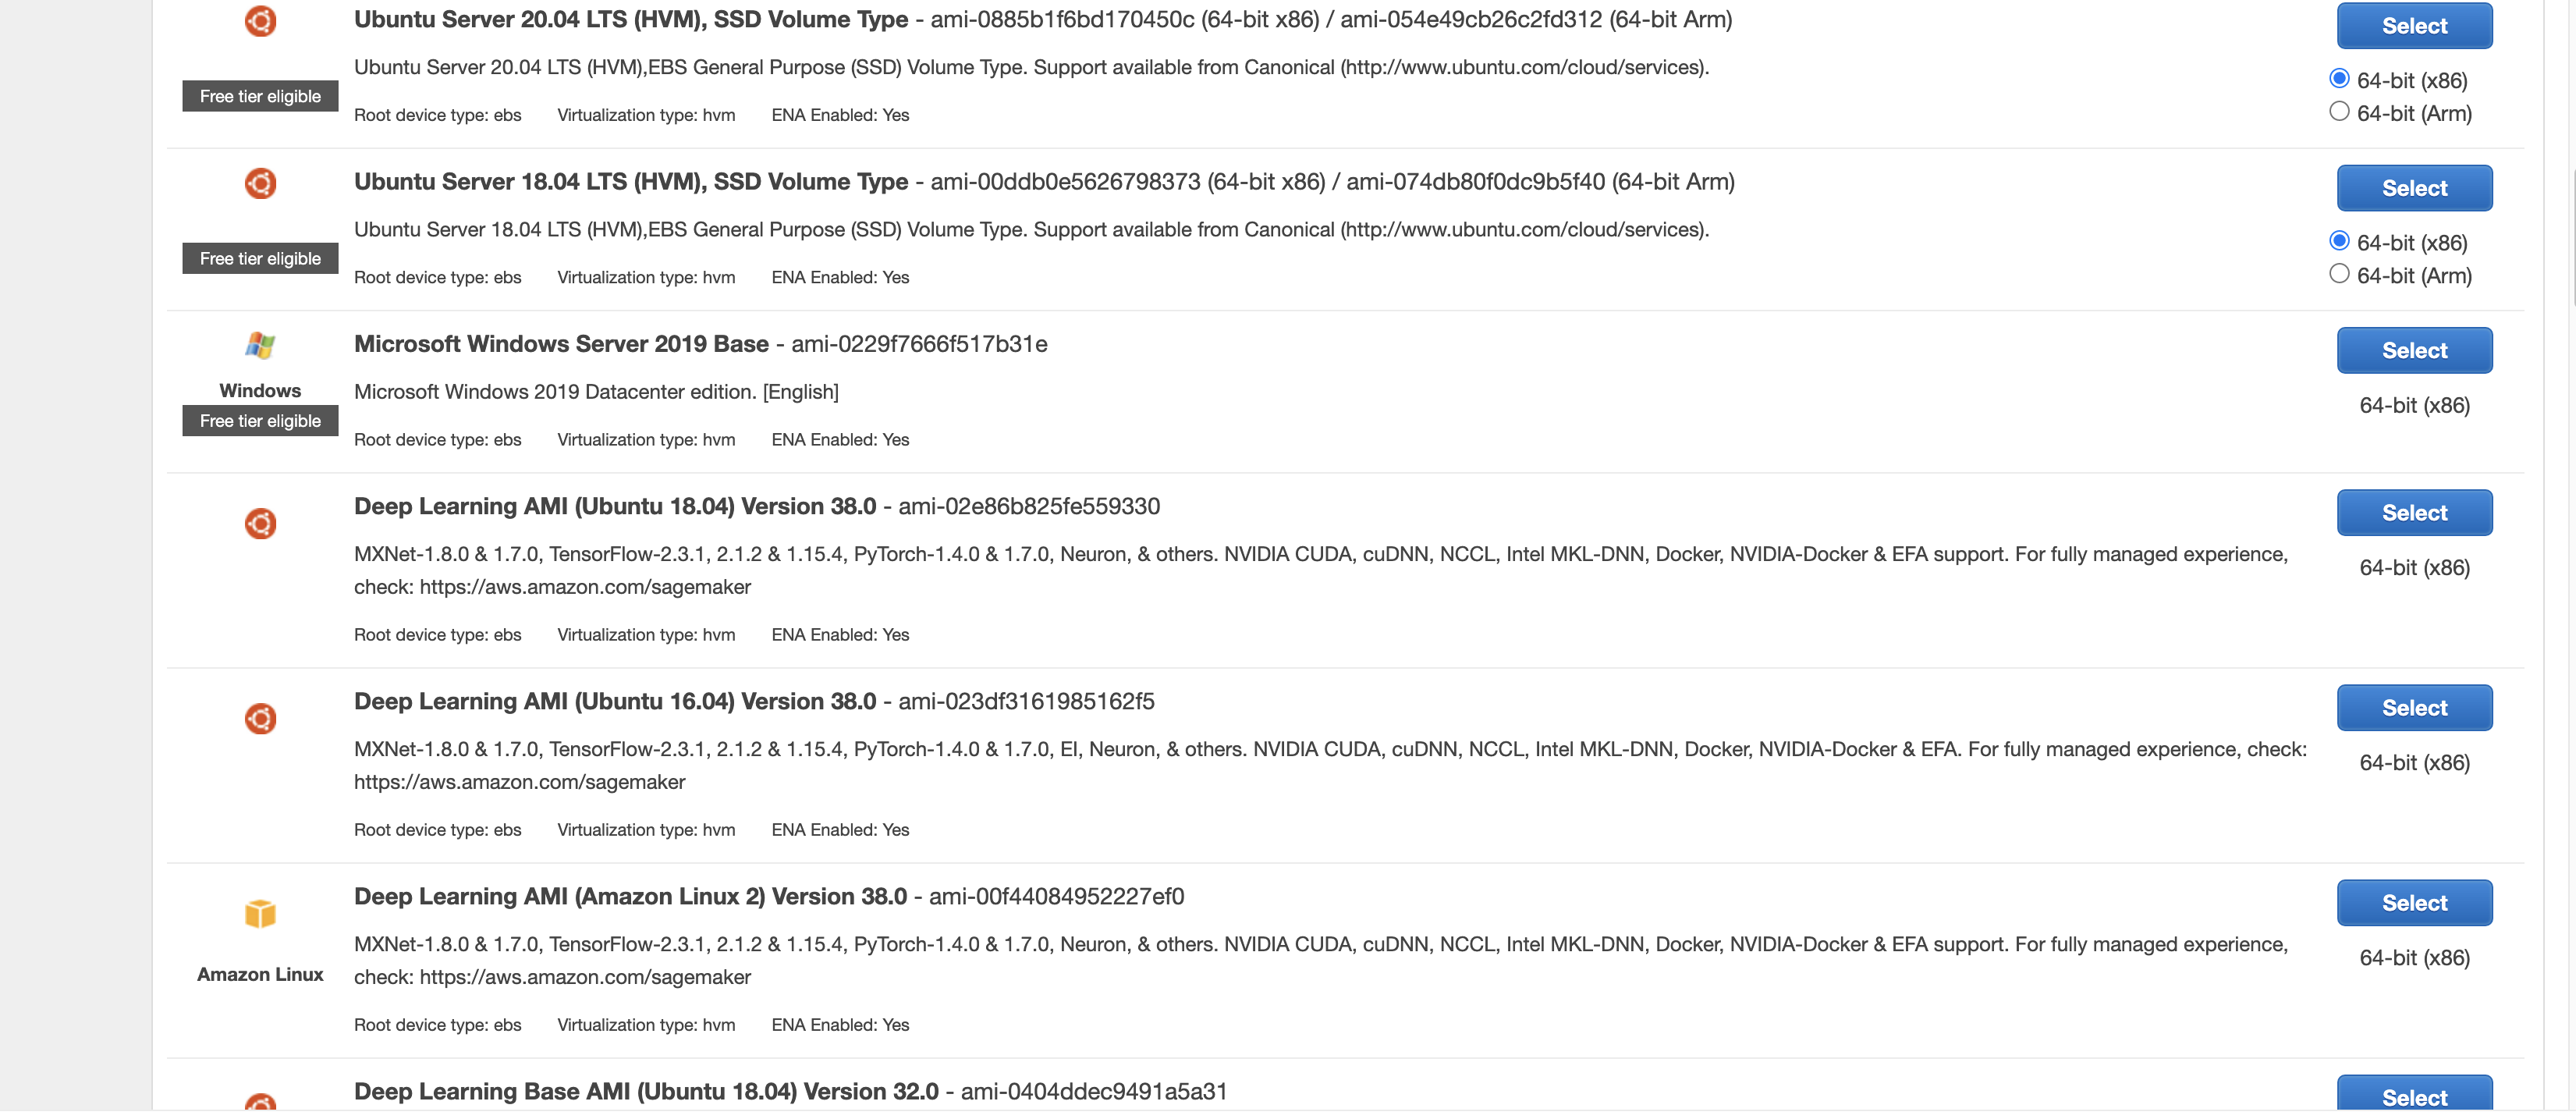 Ubuntu Server 20.04 LTS (HVM), SSD Volume Type - ami-0885b1f6bd170450c (64-bit x86) / ami-054e49cb26c2fd312 (64-bit Arm)
Select
Ubuntu Server 20.04 LTS (HVM),EBS General Purpose (SSD) Volume Type. Support available from Canonical (http://www.ubuntu.com/cloud/services).
64-bit (x86)
Free tier eligible
Root device type: ebs Virtualization type: hvm ENA Enabled: Yes
64-bit (Arm)
Ubuntu Server 18.04 LTS (HVM), SSD Volume Type - ami-00ddb0e5626798373 (64-bit x86) / ami-074db80f0dc9b5f40 (64-bit Arm)
Select
Ubuntu Server 18.04 LTS (HVM),EBS General Purpose (SSD) Volume Type. Support available from Canonical (http://www.ubuntu.com/cloud/services).
64-bit (x86)
Free tier eligible
Root device type: ebs Virtualization type: hvm ENA Enabled: Yes
64-bit (Arm)
Microsoft Windows Server 2019 Base - ami-0229f7666f517b31e
Select
Windows
Microsoft Windows 2019 Datacenter edition. [English]
64-bit (x86)
Free tier eligible
Root device type: ebs Virtualization type: hvm ENA Enabled: Yes
Deep Learning AMI (Ubuntu 18.04) Version 38.0 - ami-02e86b825fe559330
Select
MXNet-1.8.0 & 1.7.0, TensorFlow-2.3.1, 2.1.2 & 1.15.4, PyTorch-1.4.0 & 1.7.0, Neuron, & others. NVIDIA CUDA, cuDNN, NCCL, Intel MKL-DNN, Docker, NVIDIA-Docker & EFA support. For fully managed experience,
64-bit (x86)
check: https://aws.amazon.com/sagemaker
Root device type: ebs Virtualization type: hvm ENA Enabled: Yes
Deep Learning AMI (Ubuntu 16.04) Version 38.0 - ami-023df3161985162f5
Select
MXNet-1.8.0 & 1.7.0, TensorFlow-2.3.1, 2.1.2 & 1.15.4, PyTorch-1.4.0 & 1.7.0, EI, Neuron, & others. NVIDIA CUDA, cuDNN, NCCL, Intel MKL-DNN, Docker, NVIDIA-Docker & EFA. For fully managed experience, check:
64-bit (x86)
https://aws.amazon.com/sagemaker
Root device type: ebs Virtualization type: hvm ENA Enabled: Yes
Deep Learning AMI (Amazon Linux 2) Version 38.0 - ami-00f44084952227ef0
Select
MXNet-1.8.0 & 1.7.0, TensorFlow-2.3.1, 2.1.2 & 1.15.4, PyTorch-1.4.0 & 1.7.0, Neuron, & others. NVIDIA CUDA, cuDNN, NCCL, Intel MKL-DNN, Docker, NVIDIA-Docker & EFA support. For fully managed experience,
64-bit (x86)
Amazon Linux
check: https://aws.amazon.com/sagemaker
Root device type: ebs Virtualization type: hvm ENA Enabled: Yes
Deep Learning Base AMI (Ubuntu 18.04) Version 32.0 - ami-0404ddec9491a5a31
Select